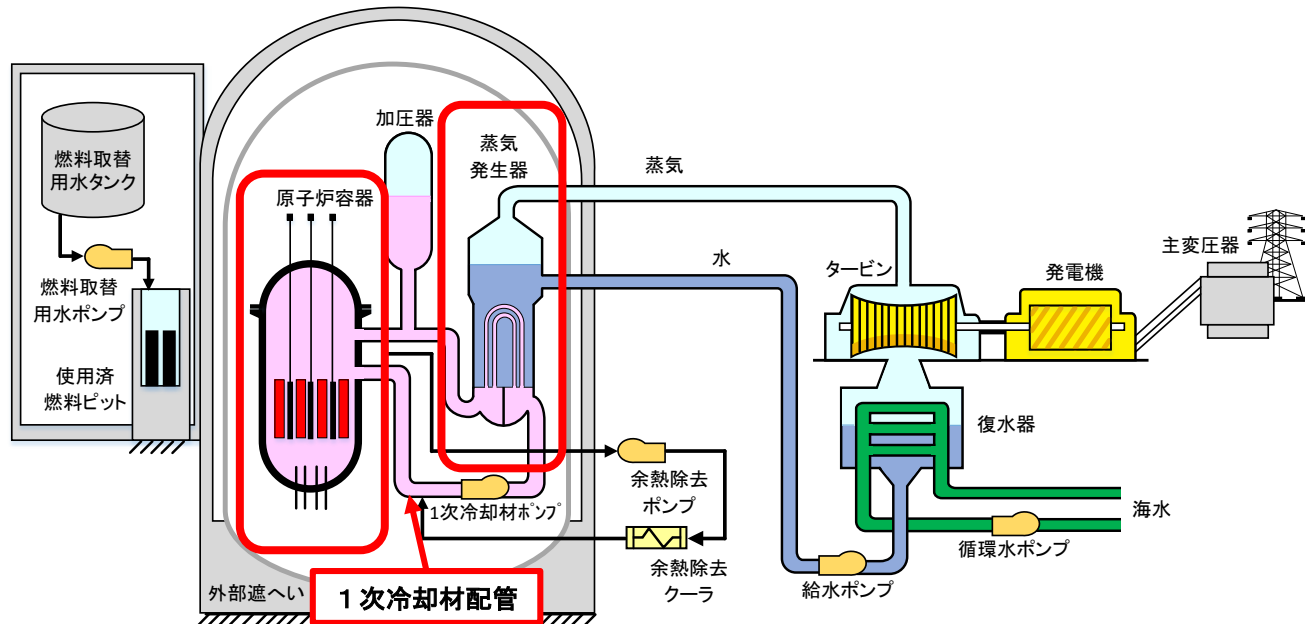 燃料取替
用水タンク
燃料取替
用水ポンプ
使用済
燃料ピット
外部遮へい
原子炉容器
加圧器
蒸気
発生器
1次冷却材ﾎﾟﾝﾌﾟ
1次冷却材配管
余熱除去
ポンプ
余熱除去
クーラ
蒸気
水
タービン
発電機
主変圧器
復水器
海水
循環水ポンプ
給水ポンプ